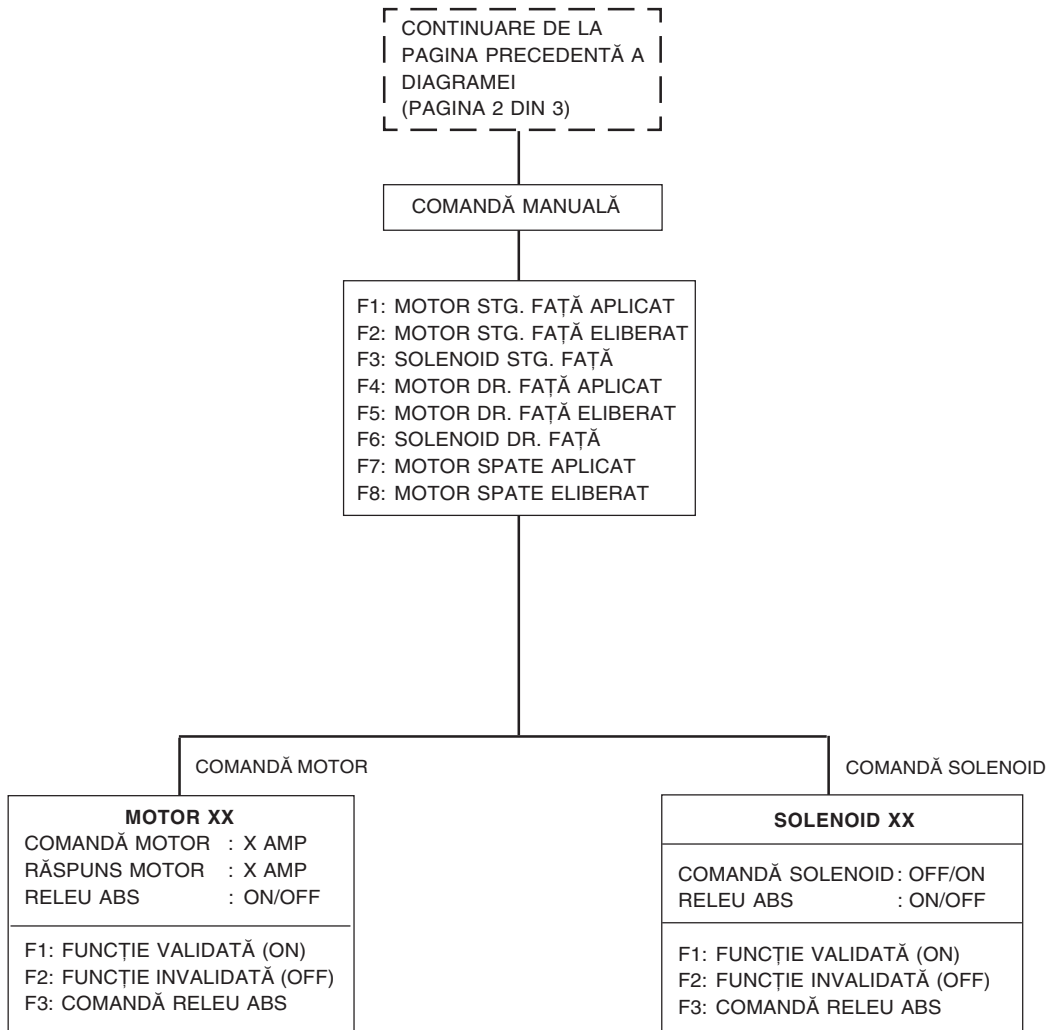 CONTINUARE DE LA
PAGINA PRECEDENTĂ A
DIAGRAMEI
(PAGINA 2 DIN 3)
COMANDĂ MANUALĂ
F1: MOTOR STG. FAȚĂ APLICAT
F2: MOTOR STG. FAȚĂ ELIBERAT
F3: SOLENOID STG. FAȚĂ
F4: MOTOR DR. FAȚĂ APLICAT
F5: MOTOR DR. FAȚĂ ELIBERAT
F6: SOLENOID DR. FAȚĂ
F7: MOTOR SPATE APLICAT
F8: MOTOR SPATE ELIBERAT
COMANDĂ MOTOR
MOTOR XX
COMANDĂ MOTOR : X AMP
RĂSPUNS MOTOR : X AMP
RELEU ABS : ON/OFF
F1: FUNCȚIE VALIDATĂ (ON)
F2: FUNCȚIE INVALIDATĂ (OFF)
F3: COMANDĂ RELEU ABS
COMANDĂ SOLENOID
SOLENOID XX
COMANDĂ SOLENOID : OFF/ON
RELEU ABS : ON/OFF
F1: FUNCȚIE VALIDATĂ (ON)
F2: FUNCȚIE INVALIDATĂ (OFF)
F3: COMANDĂ RELEU ABS